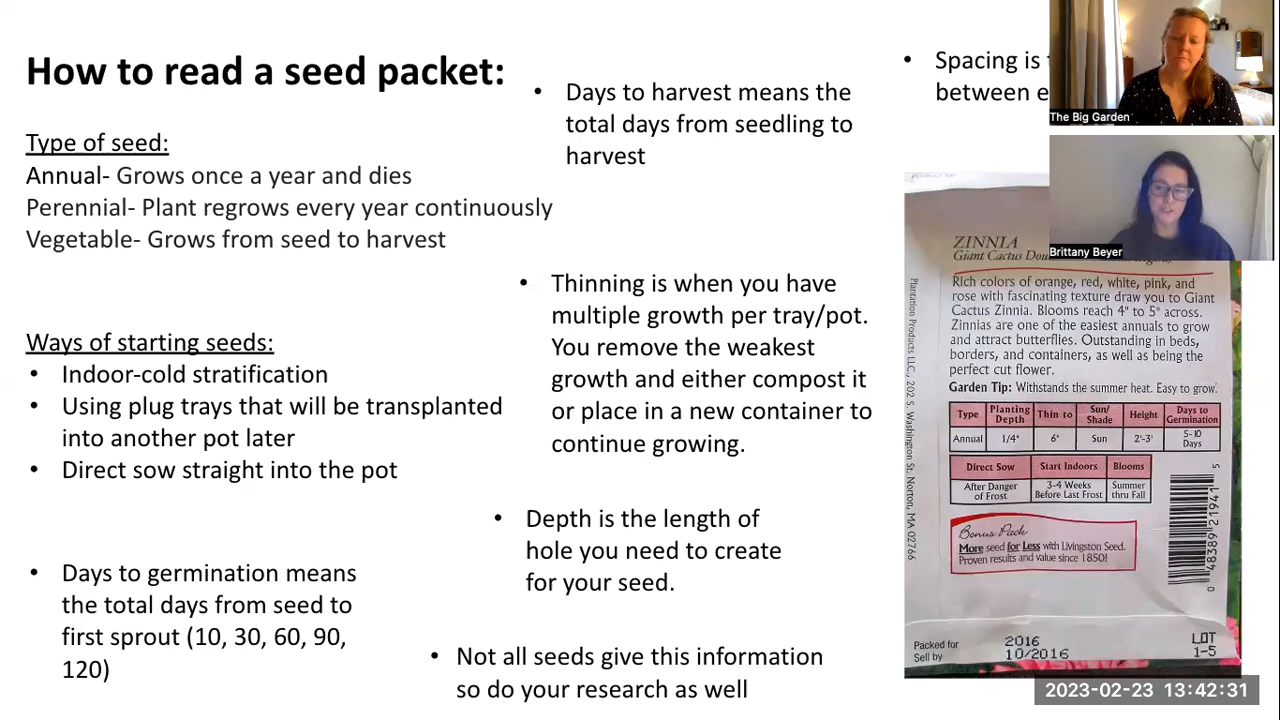 How to read a seed packet:
Type of seed:
Annual- Grows once a year and dies
Perennial- Plant regrows every year continuously
Vegetable- Grows from seed to harvest
Ways of starting seeds:
• Indoor-cold stratification
• Using plug trays that will be transplanted
into another pot later
• Direct sow straight into the pot
• Days to germination means
the total days from seed to
first sprout (10, 30, 60, 90,
120)
• Days to harvest means the
total days from seedling to
harvest
• Thinning is when you have
multiple growth per tray/pot.
You remove the weakest
growth and either compost it
or place in a new container to
continue growing.
• Depth is the length of
hole you need to create
for your seed.
• Not all seeds give this information
so do your research as well
• Spacing is
between
The Big Garden
Brittany Beyer
ZINNIA
Giant Cactus
Rich colors of orange, red, white, pink, and
rose with fascinating texture draw you to Giant
Cactus Zinnia. Blooms reach 4" to 5" across.
Zinnias are one of the easiest annuals to grow
and attract butterflies. Outstanding in beds,
borders, and containers, as well as being the
perfect cut flower.
Garden Tip: Withstands the summer heat. Easy to grow.
Type Planting Depth Thin to Sun/Shade Height Days to Germination
Annual 1/4" 6" Sun 2'-3' 5-10 Days
Direct Sow Start Indoors Blooms
After Danger of Frost 3-4 Weeks Before Last Frost Summer thru Fall
Bonus Pack
More seed for Less with Livingston Seed.
Proven results and value since 1850!
Plantation Products LLC., 202 S. Washington St. Norton, MA 02766
0 48389 21941 5
Packed for 2016
Sell by 10/2016
LOT
1-5
2023-02-23 13:42:31